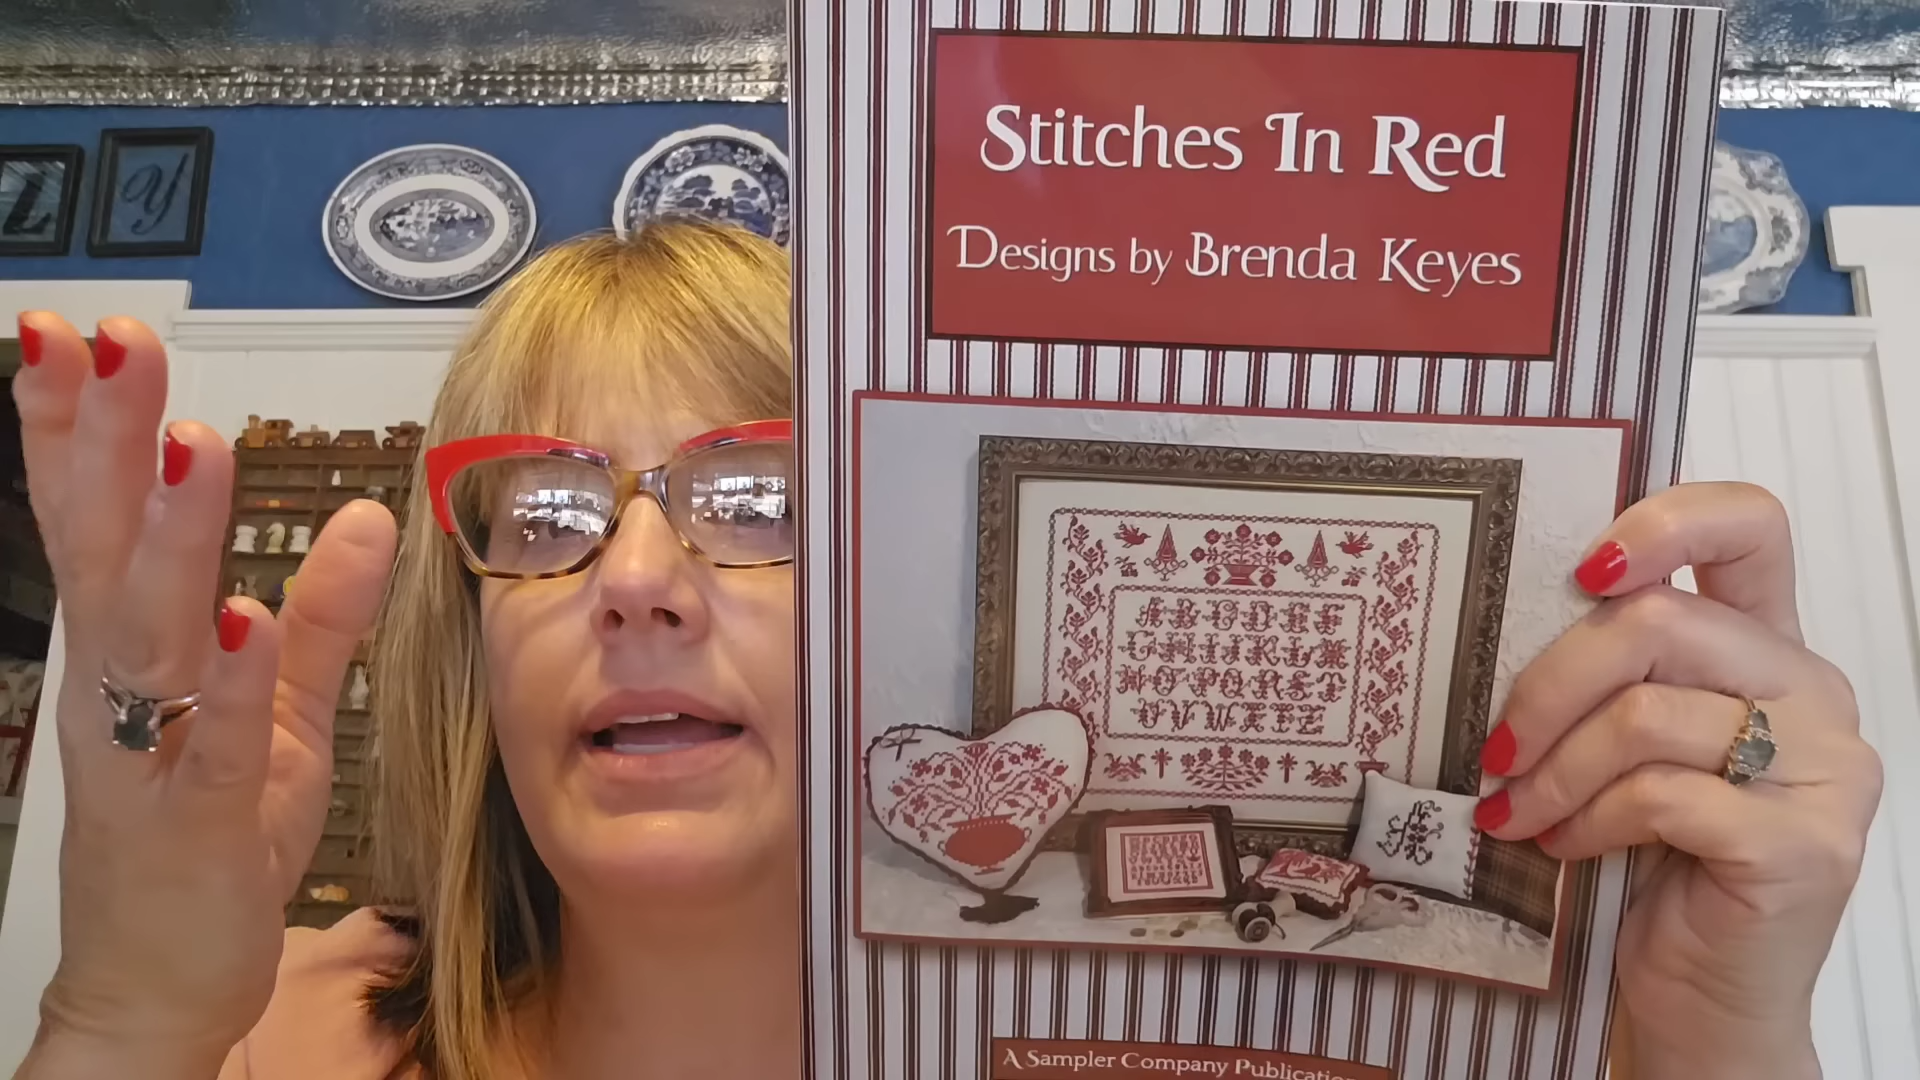 L Y
Stitches In Red
Designs by Brenda Keyes
A Sampler Company Publication